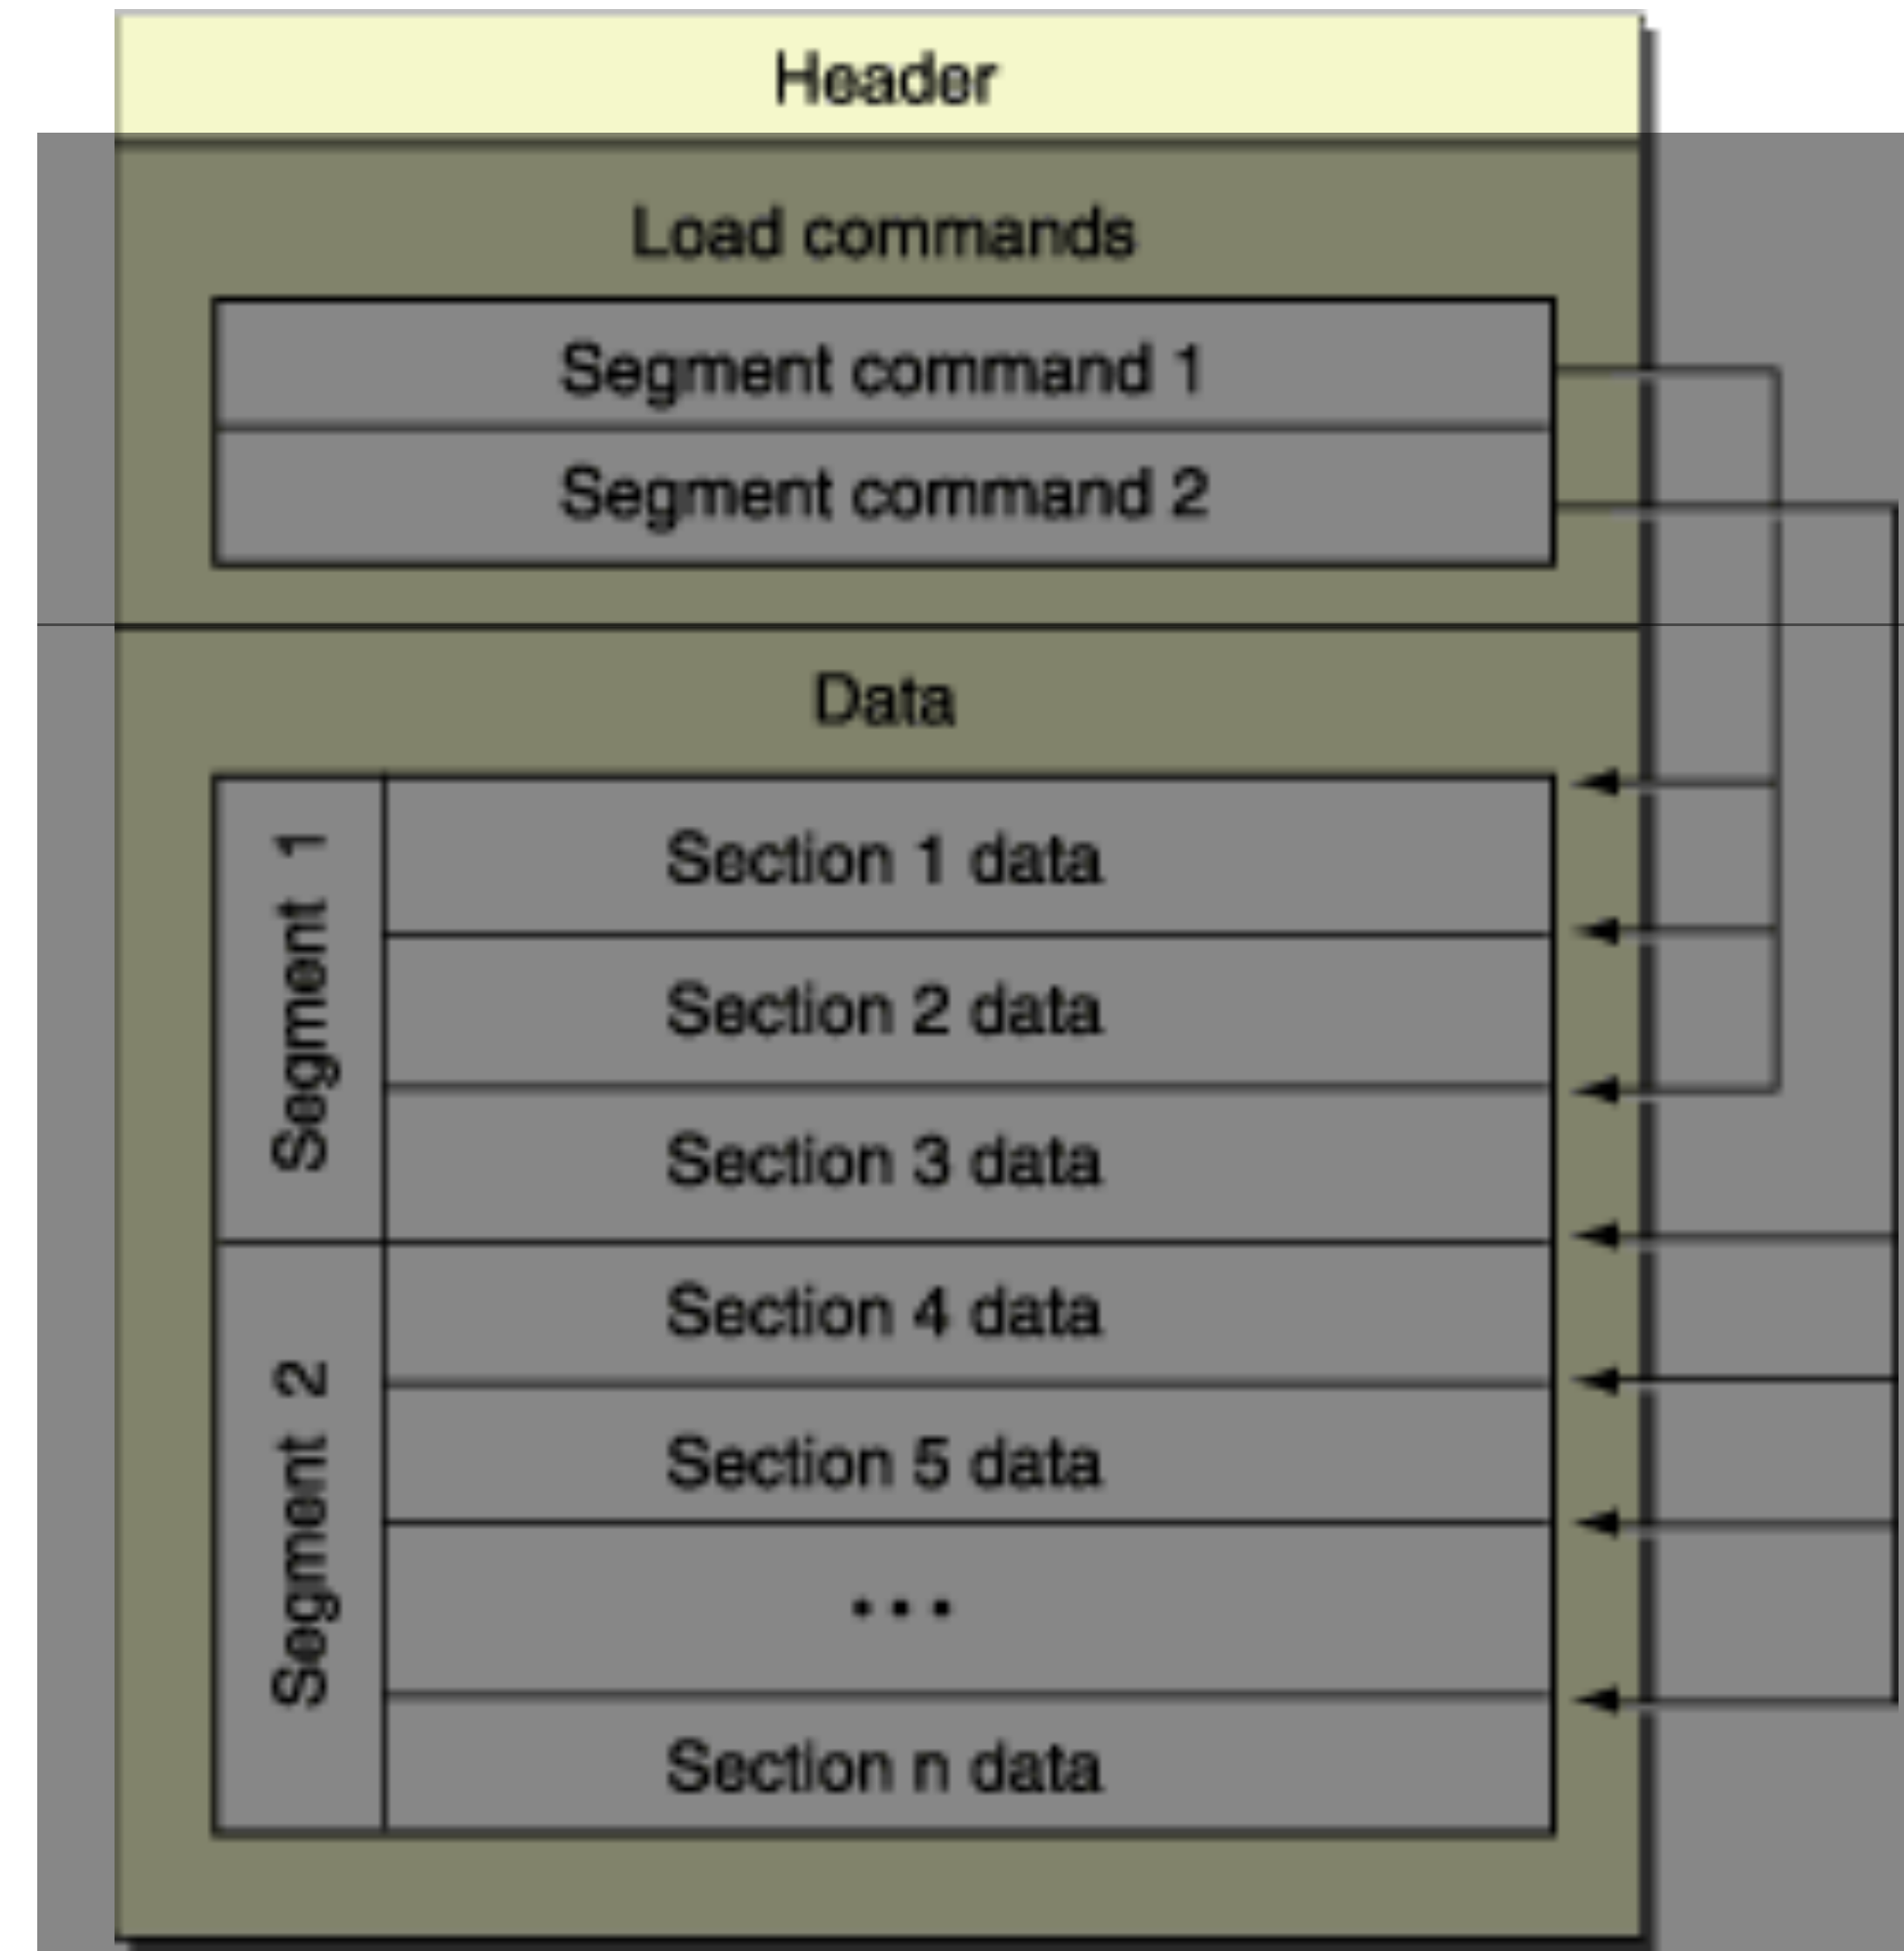 Header
Load commands
Segment command 1
Segment command 2
Data
Segment 1
Section 1 data
Section 2 data
Section 3 data
Segment 2
Section 4 data
Section 5 data
...
Section n data